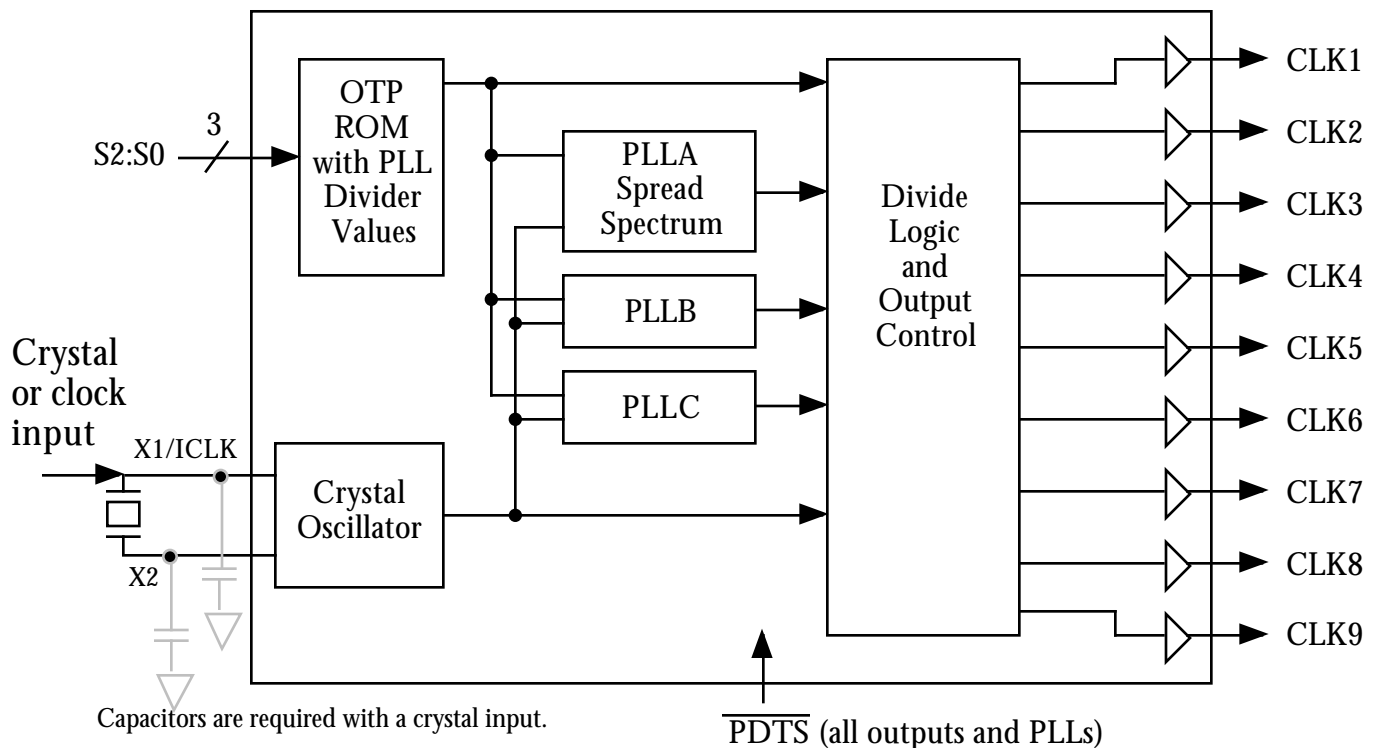 OTP
ROM
with PLL
Divider
Values
3
S2:S0
PLLA
Spread
Spectrum
PLLB
PLLC
Divide
Logic
and
Output
Control
CLK1
CLK2
CLK3
CLK4
CLK5
CLK6
CLK7
CLK8
CLK9
Crystal
or clock
input
X1/ICLK
X2
Crystal
Oscillator
Capacitors are required with a crystal input.
PDTS (all outputs and PLLs)